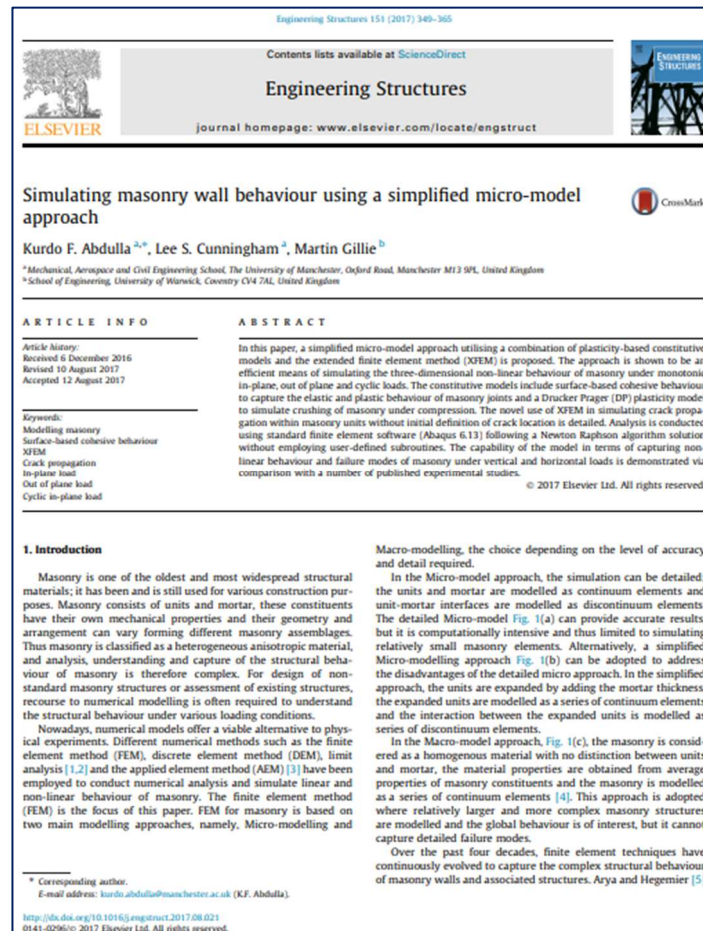 Engineering Structures 151 (2017) 349–365
Contents lists available at ScienceDirect
Engineering Structures
journal homepage: www.elsevier.com/locate/engstruct
ELSEVIER
ENGINEERING
STRUCTURES
Simulating masonry wall behaviour using a simplified micro-model
approach
CrossMark
Kurdo F. Abdulla a,*, Lee S. Cunningham a, Martin Gillie b
a Mechanical, Aerospace and Civil Engineering School, The University of Manchester, Oxford Road, Manchester M13 9PL, United Kingdom
b School of Engineering, University of Warwick, Coventry CV4 7AL, United Kingdom
ARTICLE INFO
Article history:
Received 6 December 2016
Revised 10 August 2017
Accepted 12 August 2017
Keywords:
Modelling masonry
Surface-based cohesive behaviour
XFEM
Crack propagation
In-plane load
Out of plane load
Cyclic in-plane load
ABSTRACT
In this paper, a simplified micro-model approach utilising a combination of plasticity-based constitutive
models and the extended finite element method (XFEM) is proposed. The approach is shown to be an
efficient means of simulating the three-dimensional non-linear behaviour of masonry under monotonic
in-plane, out of plane and cyclic loads. The constitutive models include surface-based cohesive behaviour
to capture the elastic and plastic behaviour of masonry joints and a Drucker Prager (DP) plasticity model
to simulate crushing of masonry under compression. The novel use of XFEM in simulating crack propa-
gation within masonry units without initial definition of crack location is detailed. Analysis is conducted
using standard finite element software (Abaqus 6.13) following a Newton Raphson algorithm solution
without employing user-defined subroutines. The capability of the model in terms of capturing non-
linear behaviour and failure modes of masonry under vertical and horizontal loads is demonstrated via
comparison with a number of published experimental studies.
© 2017 Elsevier Ltd. All rights reserved.
1. Introduction
Masonry is one of the oldest and most widespread structural
materials; it has been and is still used for various construction pur-
poses. Masonry consists of units and mortar, these constituents
have their own mechanical properties and their geometry and
arrangement can vary forming different masonry assemblages.
Thus masonry is classified as a heterogeneous anisotropic material,
and analysis, understanding and capture of the structural beha-
viour of masonry is therefore complex. For design of non-
standard masonry structures or assessment of existing structures,
recourse to numerical modelling is often required to understand
the structural behaviour under various loading conditions.
Nowadays, numerical models offer a viable alternative to phys-
ical experiments. Different numerical methods such as the finite
element method (FEM), discrete element method (DEM), limit
analysis [1,2] and the applied element method (AEM) [3] have been
employed to conduct numerical analysis and simulate linear and
non-linear behaviour of masonry. The finite element method
(FEM) is the focus of this paper. FEM for masonry is based on
two main modelling approaches, namely, Micro-modelling and
Macro-modelling, the choice depending on the level of accuracy
and detail required.
In the Micro-model approach, the simulation can be detailed;
the units and mortar are modelled as continuum elements and
unit-mortar interfaces are modelled as discontinuum elements.
The detailed Micro-model Fig. 1(a) can provide accurate results,
but it is computationally intensive and thus limited to simulating
relatively small masonry elements. Alternatively, a simplified
Micro-modelling approach Fig. 1(b) can be adopted to address
the disadvantages of the detailed micro approach. In the simplified
approach, the units are expanded by adding the mortar thickness,
the expanded units are modelled as a series of continuum elements
and the interaction between the expanded units is modelled as
series of discontinuum elements.
In the Macro-model approach, Fig. 1(c), the masonry is consid-
ered as a homogenous material with no distinction between units
and mortar, the material properties are obtained from average
properties of masonry constituents and the masonry is modelled
as a series of continuum elements [4]. This approach is adopted
where relatively larger and more complex masonry structures
are modelled and the global behaviour is of interest, but it cannot
capture detailed failure modes.
Over the past four decades, finite element techniques have
continuously evolved to capture the complex structural behaviour
of masonry walls and associated structures. Arya and Hegemier [5]
* Corresponding author.
E-mail address: kurdo.abdulla@manchester.ac.uk (K.F. Abdulla).
http://dx.doi.org/10.1016/j.engstruct.2017.08.021
0141-0296/© 2017 Elsevier Ltd. All rights reserved.